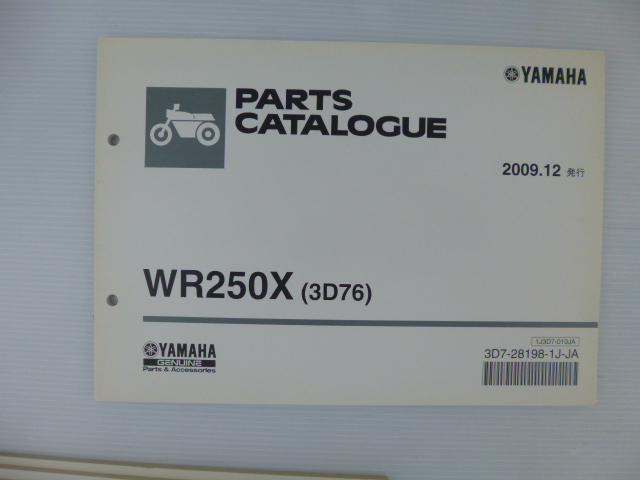 YAMAHA
PARTS
CATALOGUE
2009.12 発行
WR250X (3D76)
YAMAHA
GENUINE
Parts & Accessories
1J3D7-010JA
3D7-28198-1J-JA